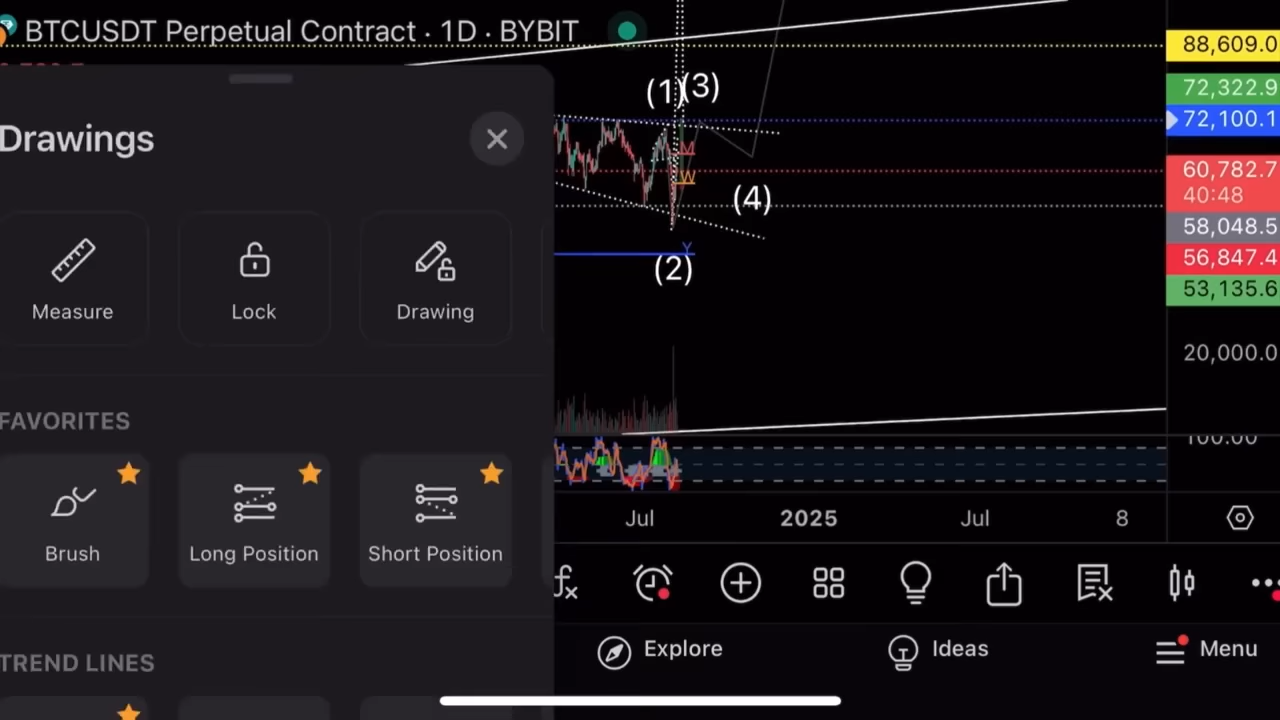 BTCUSDT Perpetual Contract · 1D · BYBIT
88,609.0
72,322.9
72,100.1
60,782.7
40:48
58,048.5
56,847.4
53,135.6
20,000.0
100.00
(1)
(3)
M
W
(4)
Y
(2)
Drawings
Measure
Lock
Drawing
FAVORITES
Brush
Long Position
Short Position
TREND LINES
Jul
2025
Jul
8
Explore
Ideas
Menu